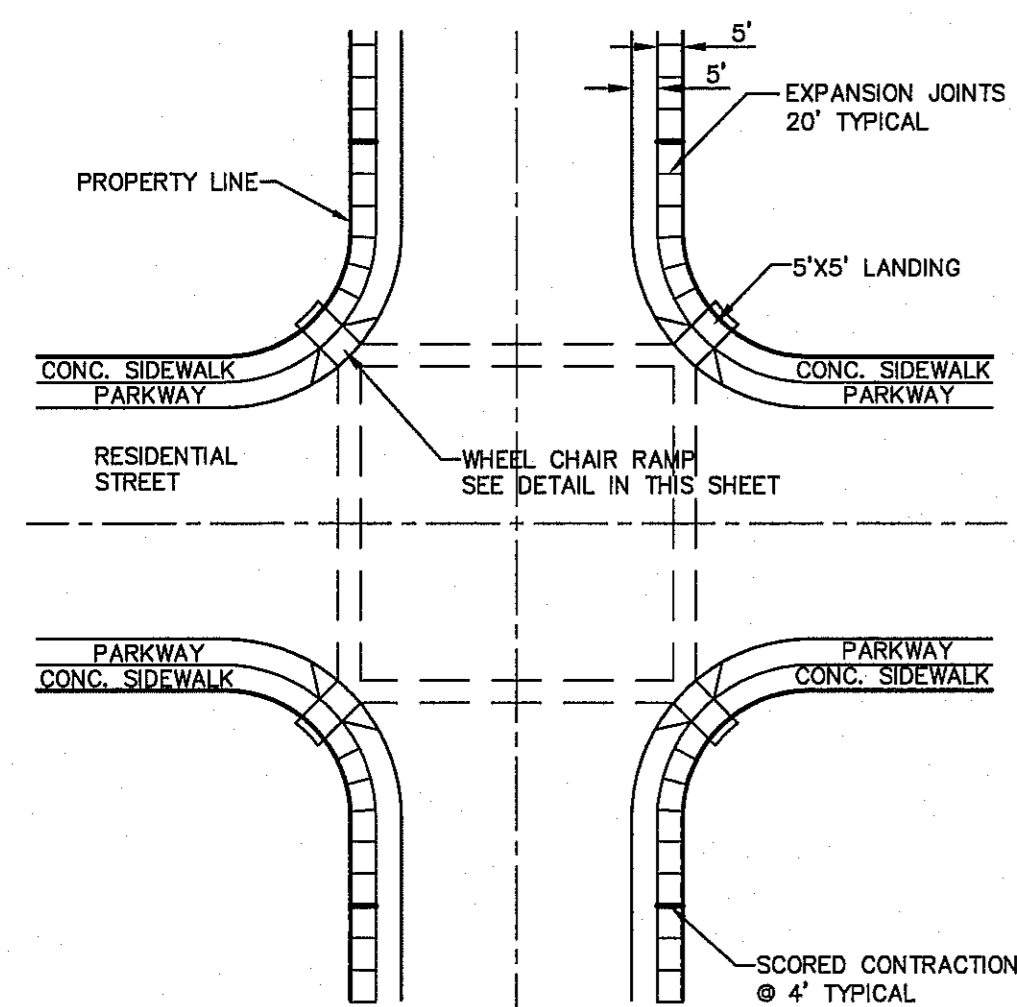 5'
5'
EXPANSION JOINTS
20' TYPICAL
PROPERTY LINE
5'X5' LANDING
CONC. SIDEWALK
PARKWAY
CONC. SIDEWALK
PARKWAY
RESIDENTIAL
STREET
WHEEL CHAIR RAMP
SEE DETAIL IN THIS SHEET
PARKWAY
CONC. SIDEWALK
PARKWAY
CONC. SIDEWALK
SCORED CONTRACTION
@ 4' TYPICAL